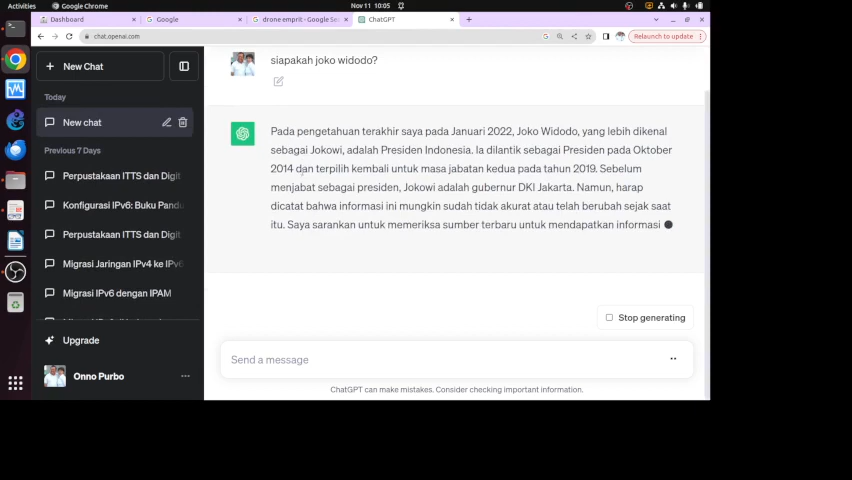 Activities
Google Chrome
Nov 11 10:05
Dashboard
Google
drone emprit - Google Se
ChatGPT
chat.openai.com
Relaunch to update
New Chat
siapakah joko widodo?
Today
New chat
Previous 7 Days
Perpustakaan ITTS dan Digit
Konfigurasi IPv6: Buku Pandu
Perpustakaan ITTS dan Digit
Migrasi Jaringan IPv4 ke IPv6
Migrasi IPv6 dengan IPAM
Upgrade
Onno Purbo
Pada pengetahuan terakhir saya pada Januari 2022, Joko Widodo, yang lebih dikenal
sebagai Jokowi, adalah Presiden Indonesia. Ia dilantik sebagai Presiden pada Oktober
2014 dan terpilih kembali untuk masa jabatan kedua pada tahun 2019. Sebelum
menjabat sebagai presiden, Jokowi adalah gubernur DKI Jakarta. Namun, harap
dicatat bahwa informasi ini mungkin sudah tidak akurat atau telah berubah sejak saat
itu. Saya sarankan untuk memeriksa sumber terbaru untuk mendapatkan informasi
Stop generating
Send a message
ChatGPT can make mistakes. Consider checking important information.